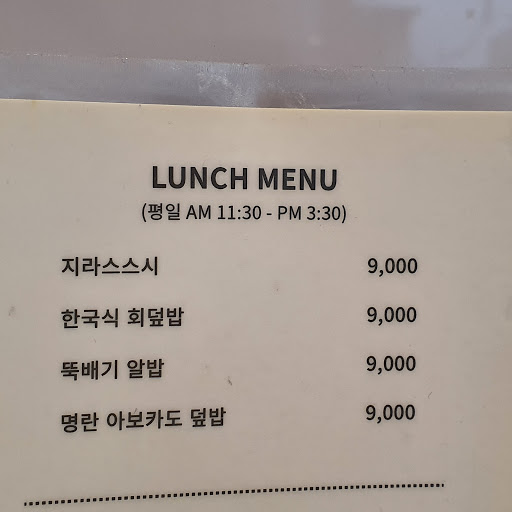 LUNCH MENU
(평일 AM 11:30 - PM 3:30)
지라스스시 9,000
한국식 회덮밥 9,000
뚝배기 알밥 9,000
명란 아보카도 덮밥 9,000